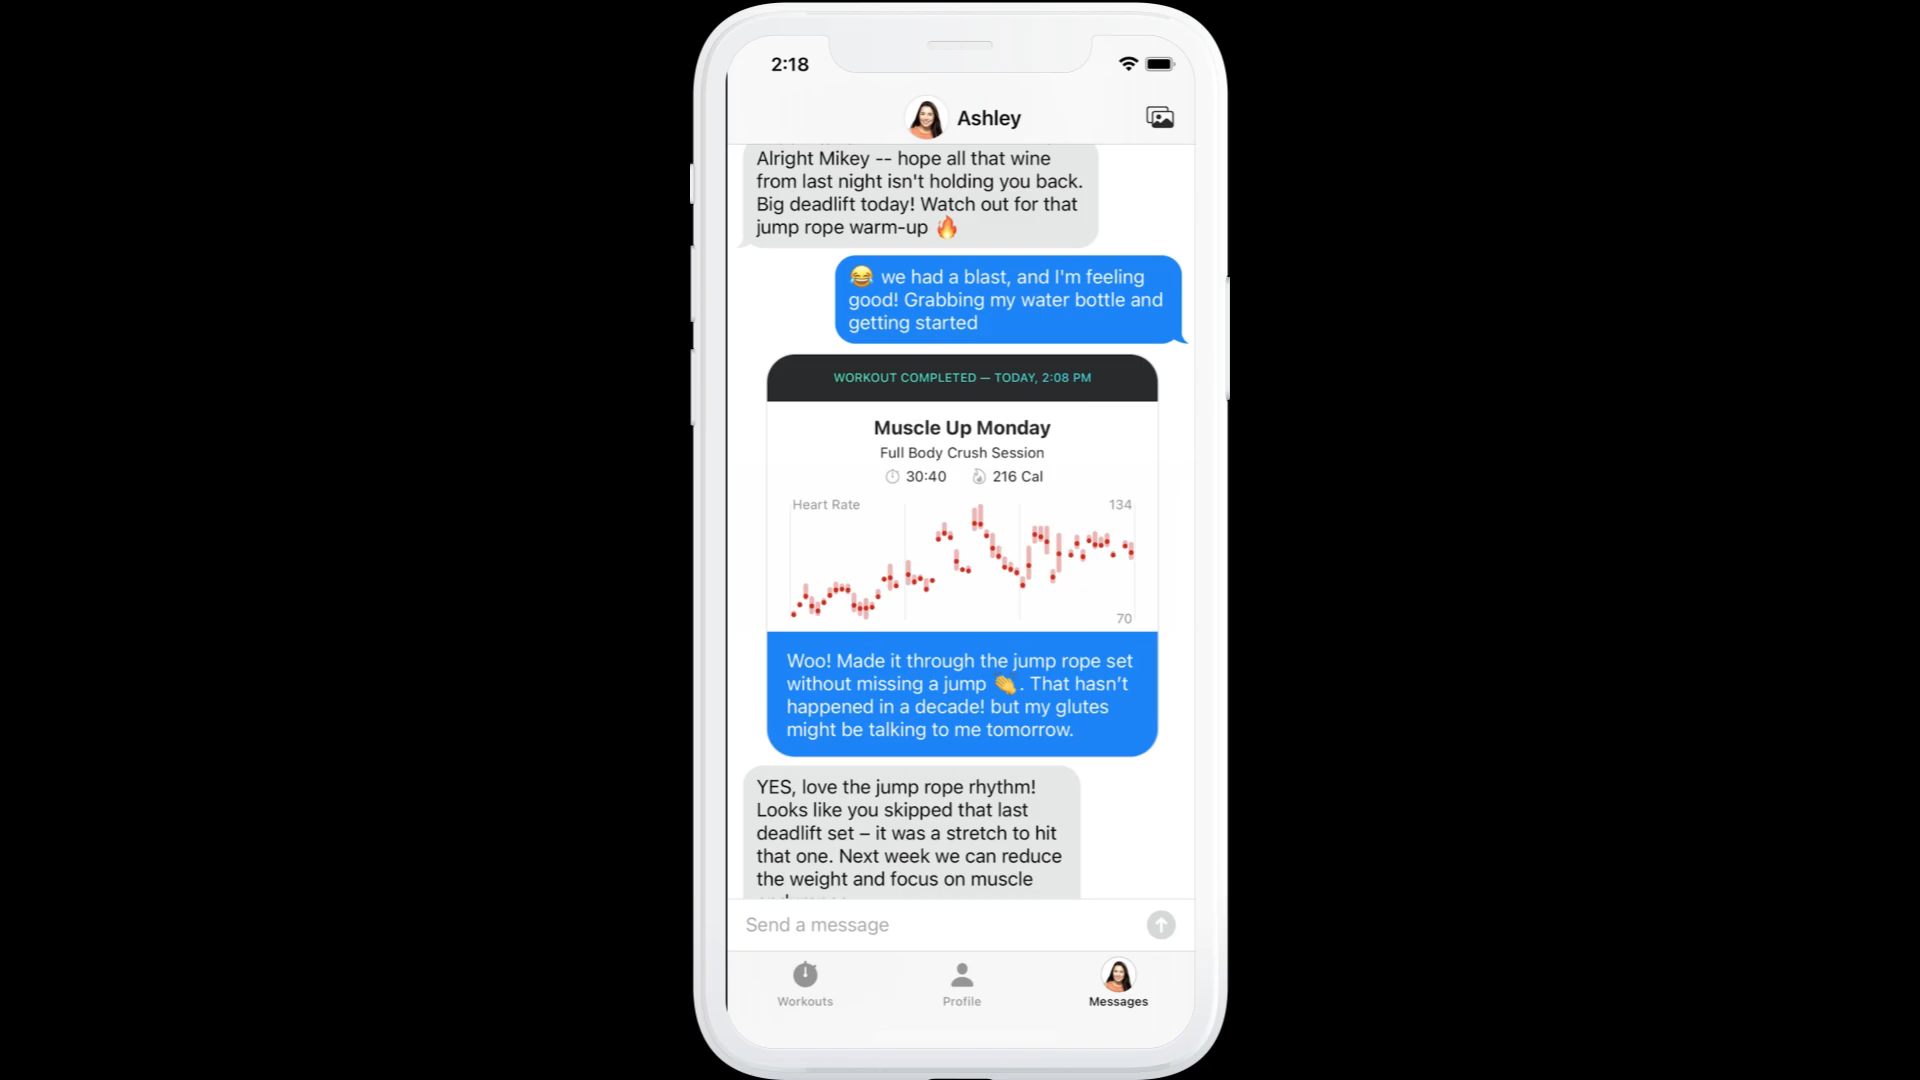 2:18
Ashley
Alright Mikey -- hope all that wine
from last night isn't holding you back.
Big deadlift today! Watch out for that
jump rope warm-up 🔥
😂 we had a blast, and I'm feeling
good! Grabbing my water bottle and
getting started
WORKOUT COMPLETED — TODAY, 2:08 PM
Muscle Up Monday
Full Body Crush Session
30:40 216 Cal
Heart Rate 134
70
Woo! Made it through the jump rope set
without missing a jump 👏. That hasn’t
happened in a decade! but my glutes
might be talking to me tomorrow.
YES, love the jump rope rhythm!
Looks like you skipped that last
deadlift set – it was a stretch to hit
that one. Next week we can reduce
the weight and focus on muscle
Send a message
Workouts Profile Messages